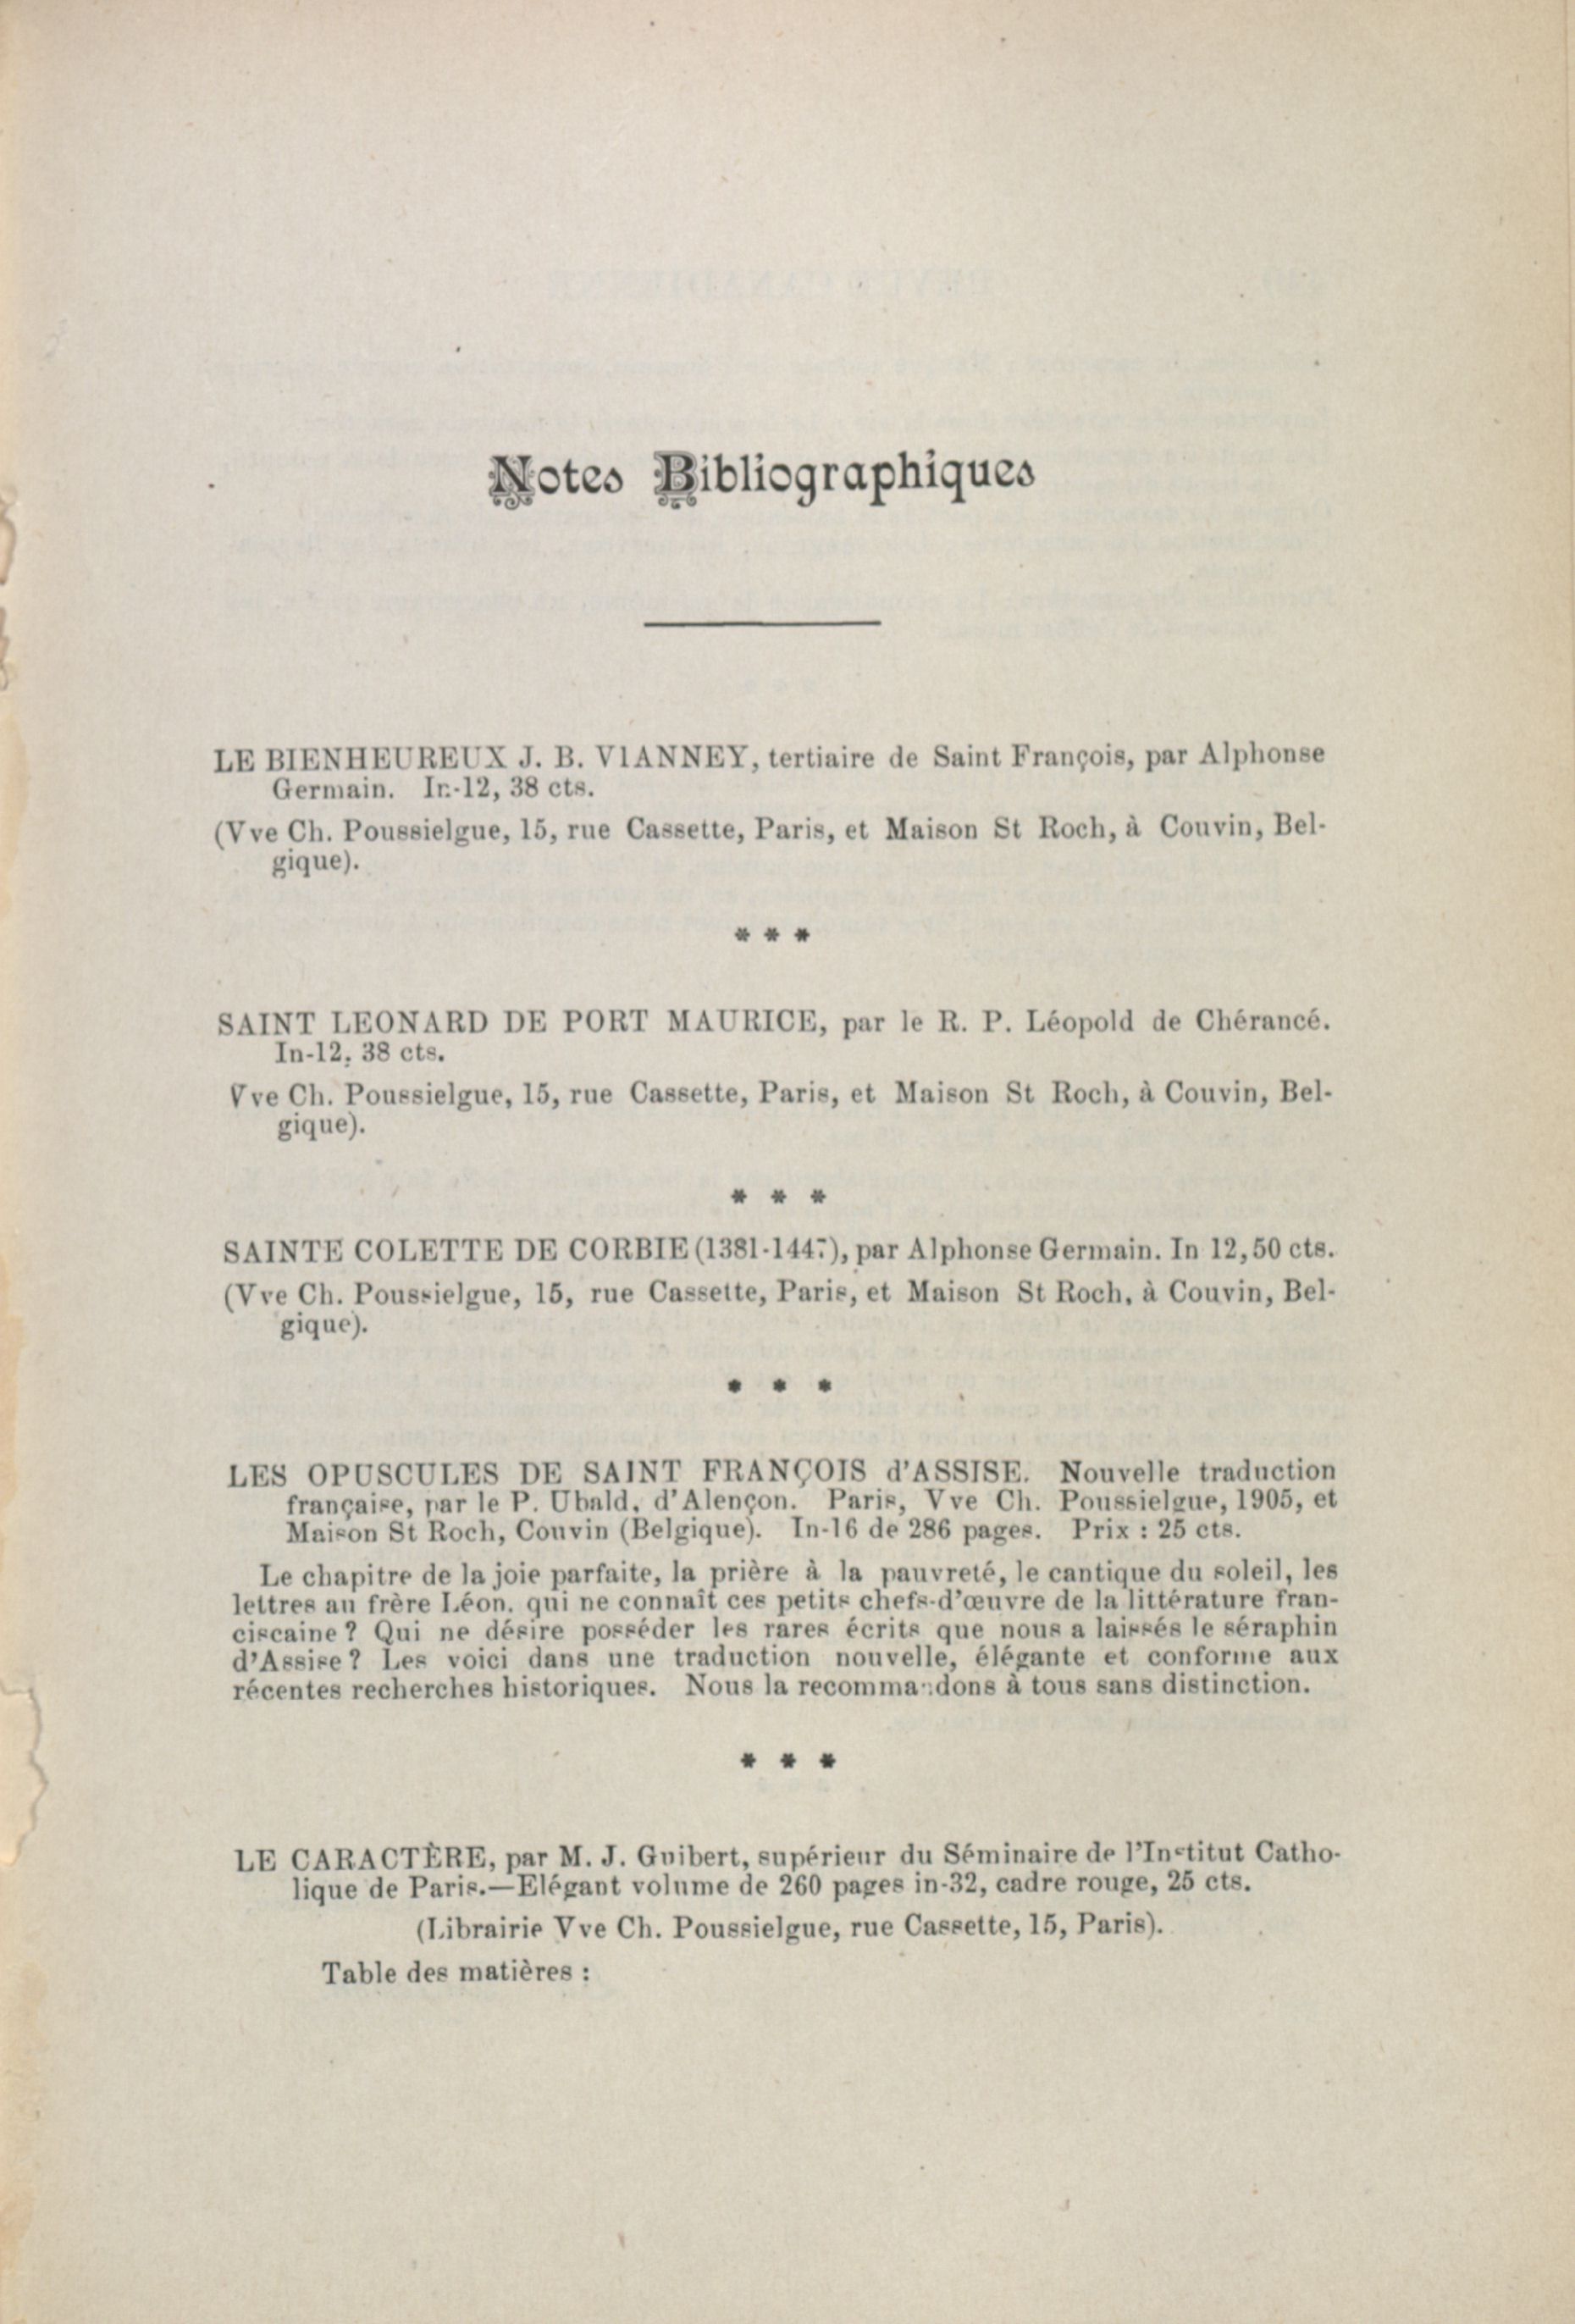 Notes Bibliographiques
LE BIENHEUREUX J. B. VIANNEY, tertiaire de Saint François, par Alphonse
Germain. In-12, 38 cts.
(Vve Ch. Poussielgue, 15, rue Cassette, Paris, et Maison St Roch, à Couvin, Bel-
gique).
* * *
SAINT LEONARD DE PORT MAURICE, par le R. P. Léopold de Chérancé.
In-12, 38 cts.
Vve Ch. Poussielgue, 15, rue Cassette, Paris, et Maison St Roch, à Couvin, Bel-
gique).
* * *
SAINTE COLETTE DE CORBIE (1381-1447), par Alphonse Germain. In 12, 50 cts.
(Vve Ch. Poussielgue, 15, rue Cassette, Paris, et Maison St Roch, à Couvin, Bel-
gique).
* * *
LES OPUSCULES DE SAINT FRANÇOIS d'ASSISE. Nouvelle traduction
française, par le P. Ubald, d'Alençon. Paris, Vve Ch. Poussielgue, 1905, et
Maison St Roch, Couvin (Belgique). In-16 de 286 pages. Prix : 25 cts.
Le chapitre de la joie parfaite, la prière à la pauvreté, le cantique du soleil, les
lettres au frère Léon, qui ne connaît ces petits chefs-d'œuvre de la littérature fran-
ciscaine ? Qui ne désire posséder les rares écrits que nous a laissés le séraphin
d'Assise ? Les voici dans une traduction nouvelle, élégante et conforme aux
récentes recherches historiques. Nous la recommandons à tous sans distinction.
* * *
LE CARACTÈRE, par M. J. Guibert, supérieur du Séminaire de l'Institut Catho-
lique de Paris.—Elégant volume de 260 pages in-32, cadre rouge, 25 cts.
(Librairie Vve Ch. Poussielgue, rue Cassette, 15, Paris).
Table des matières :